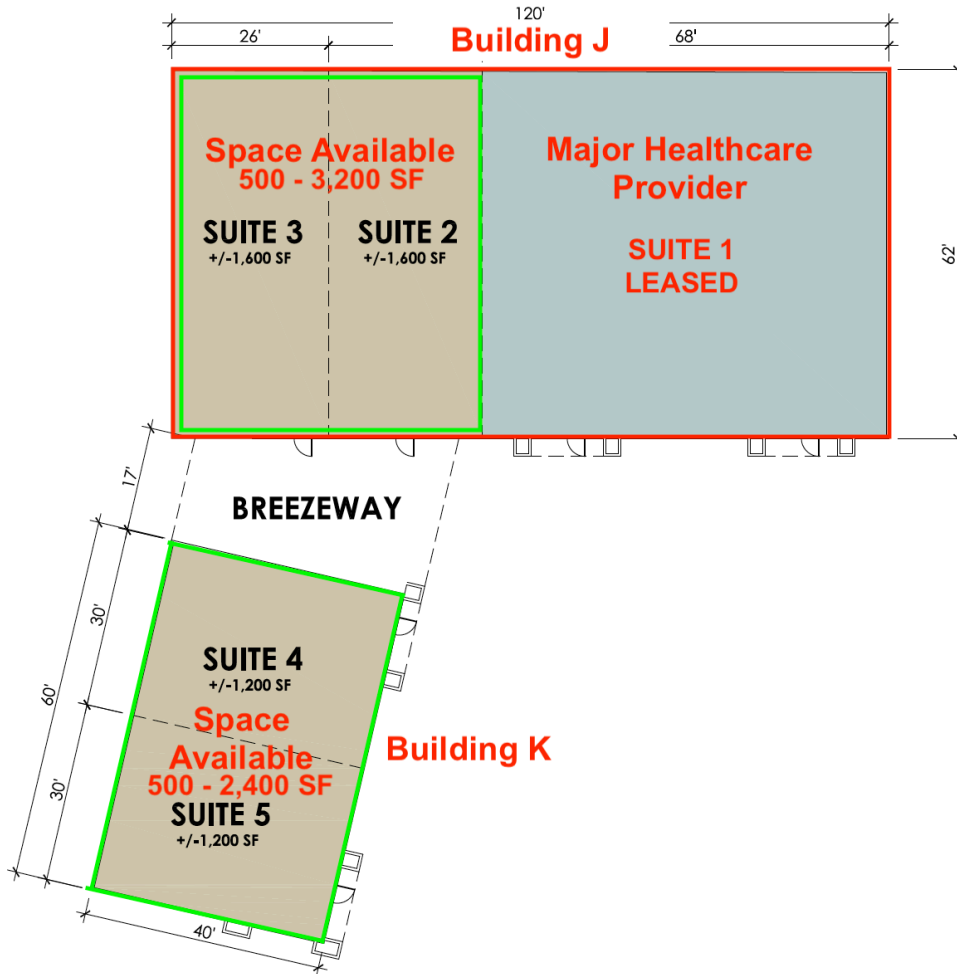 120'
26'
Building J
68'
Space Available
500 - 3,200 SF
SUITE 3
+/-1,600 SF
SUITE 2
+/-1,600 SF
Major Healthcare
Provider
SUITE 1
LEASED
62'
17'
BREEZEWAY
30'
60'
SUITE 4
+/-1,200 SF
Space
Available
500 - 2,400 SF
Building K
30'
SUITE 5
+/-1,200 SF
40'